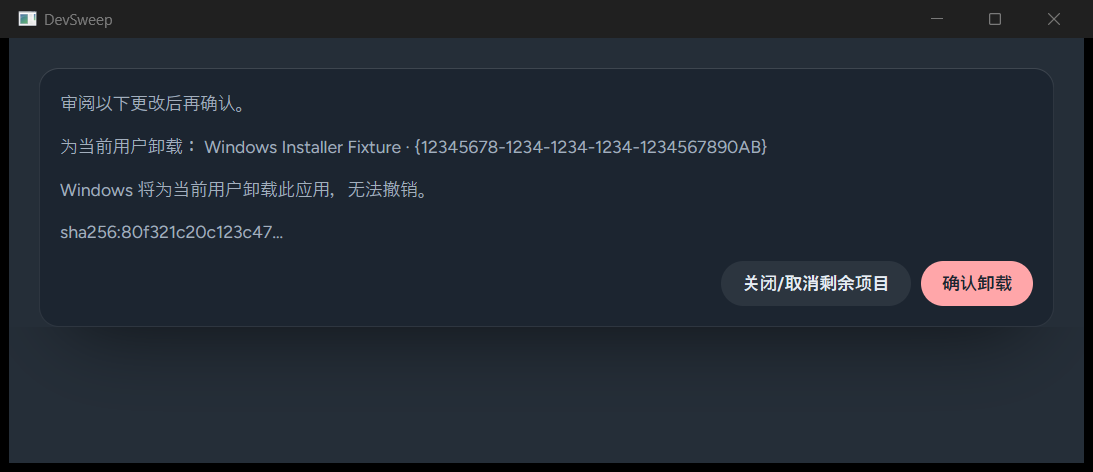 DevSweep
审阅以下更改后再确认。
为当前用户卸载：Windows Installer Fixture · {12345678-1234-1234-1234-1234567890AB}
Windows 将为当前用户卸载此应用，无法撤销。
sha256:80f321c20c123c47...
关闭/取消剩余项目
确认卸载